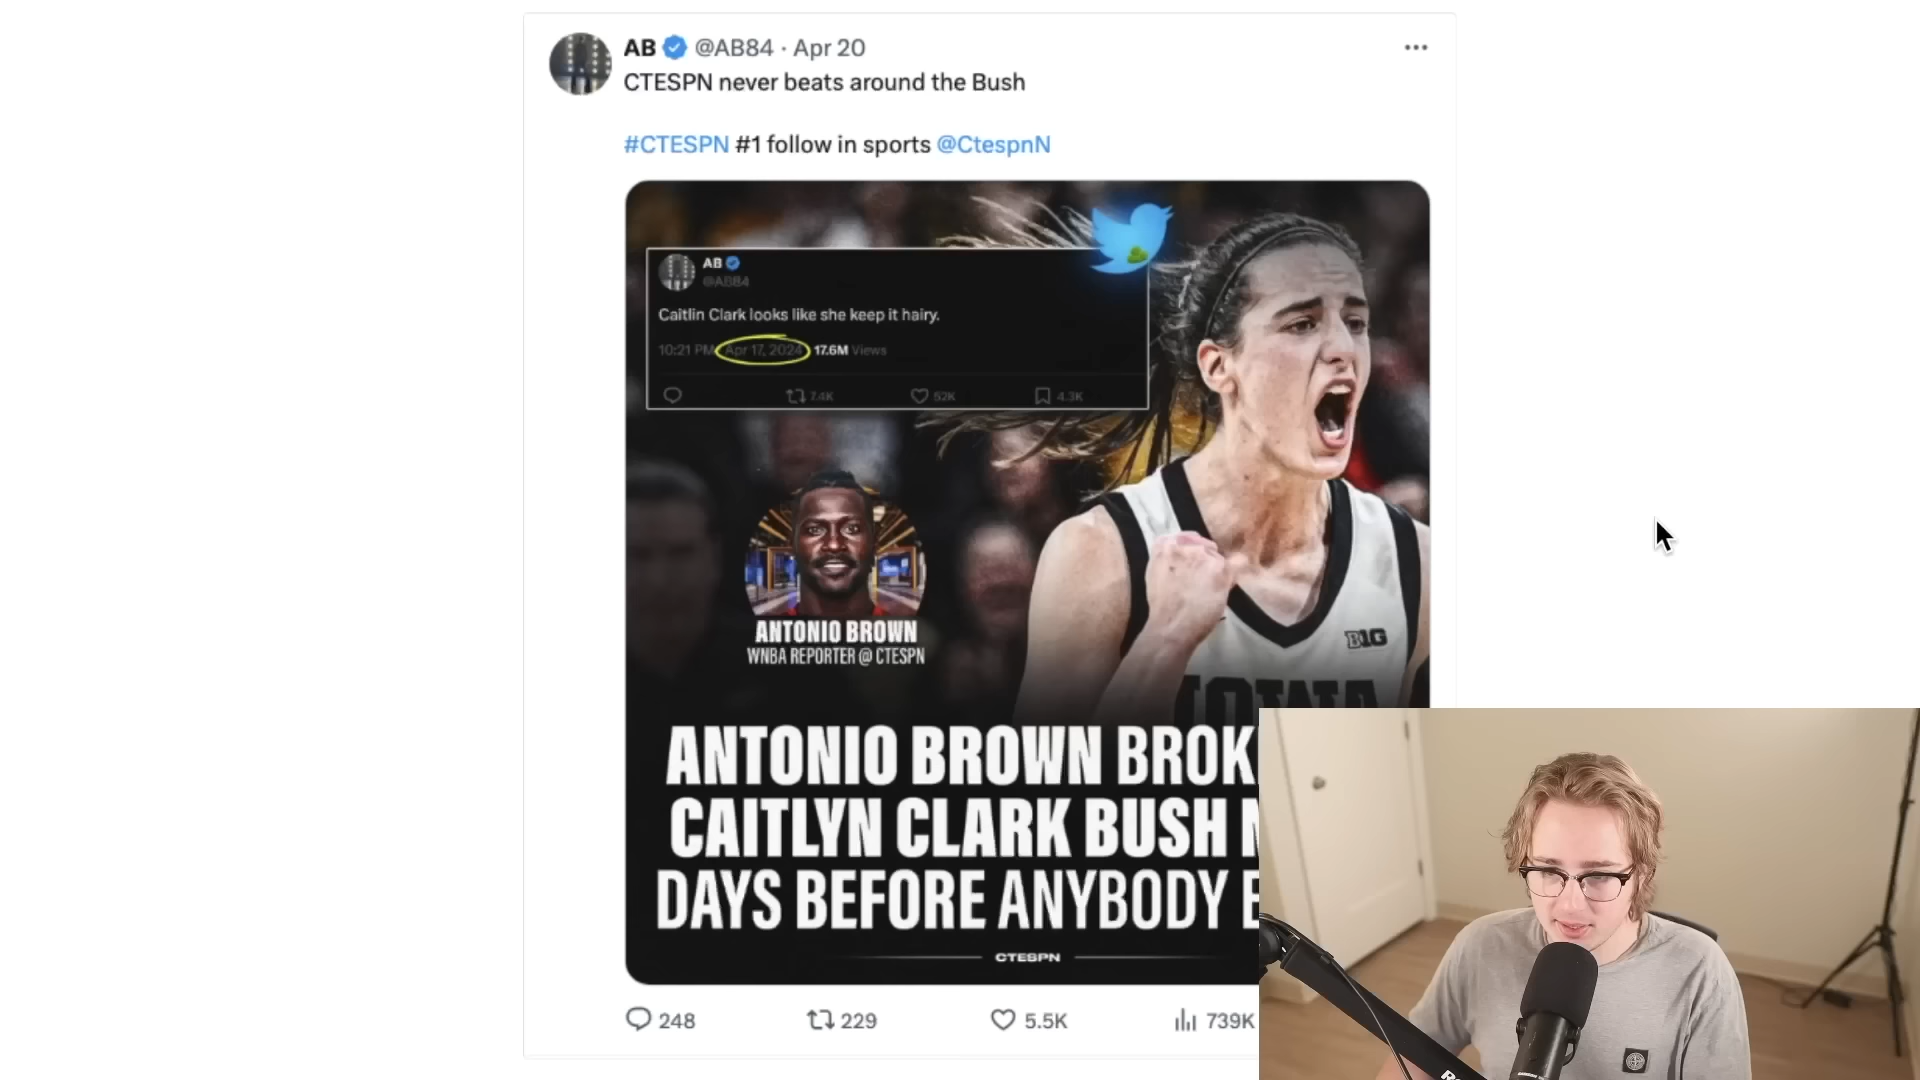 AB @AB84 · Apr 20
CTESPN never beats around the Bush
#CTESPN #1 follow in sports @CtespnN
AB
@AB84
Caitlin Clark looks like she keep it hairy.
10:21 PM Apr 17, 2024 17.6M Views
7.4K 52K 4.3K
ANTONIO BROWN
WNBA REPORTER @ CTESPN
B1G
IOWA
ANTONIO BROWN BROK
CAITLYN CLARK BUSH
DAYS BEFORE ANYBODY
CTESPN
248 229 5.5K 739K